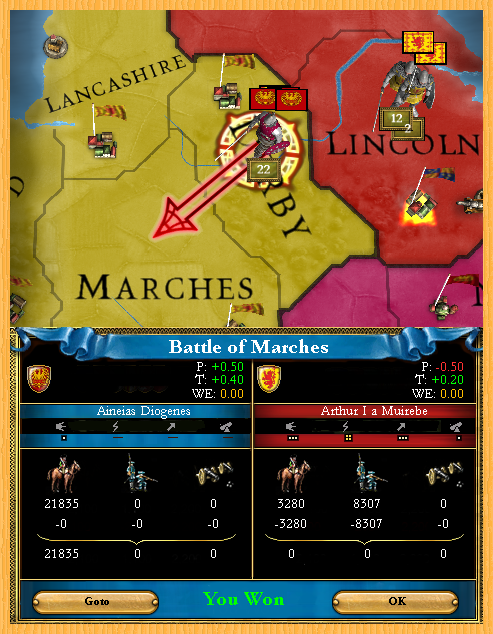 LANCASHIRE
12
2
LINCOLN
22
BY
MARCHES
Battle of Marches
P: +0.50
T: +0.40
WE: 0.00
P: -0.50
T: +0.20
WE: 0.00
Aineias Diogenes
Arthur I a Muirebe
21835 0 0
-0 -0 -0
21835 0 0
3280 8307 0
-3280 -8307 -0
0 0 0
Goto
You Won
OK